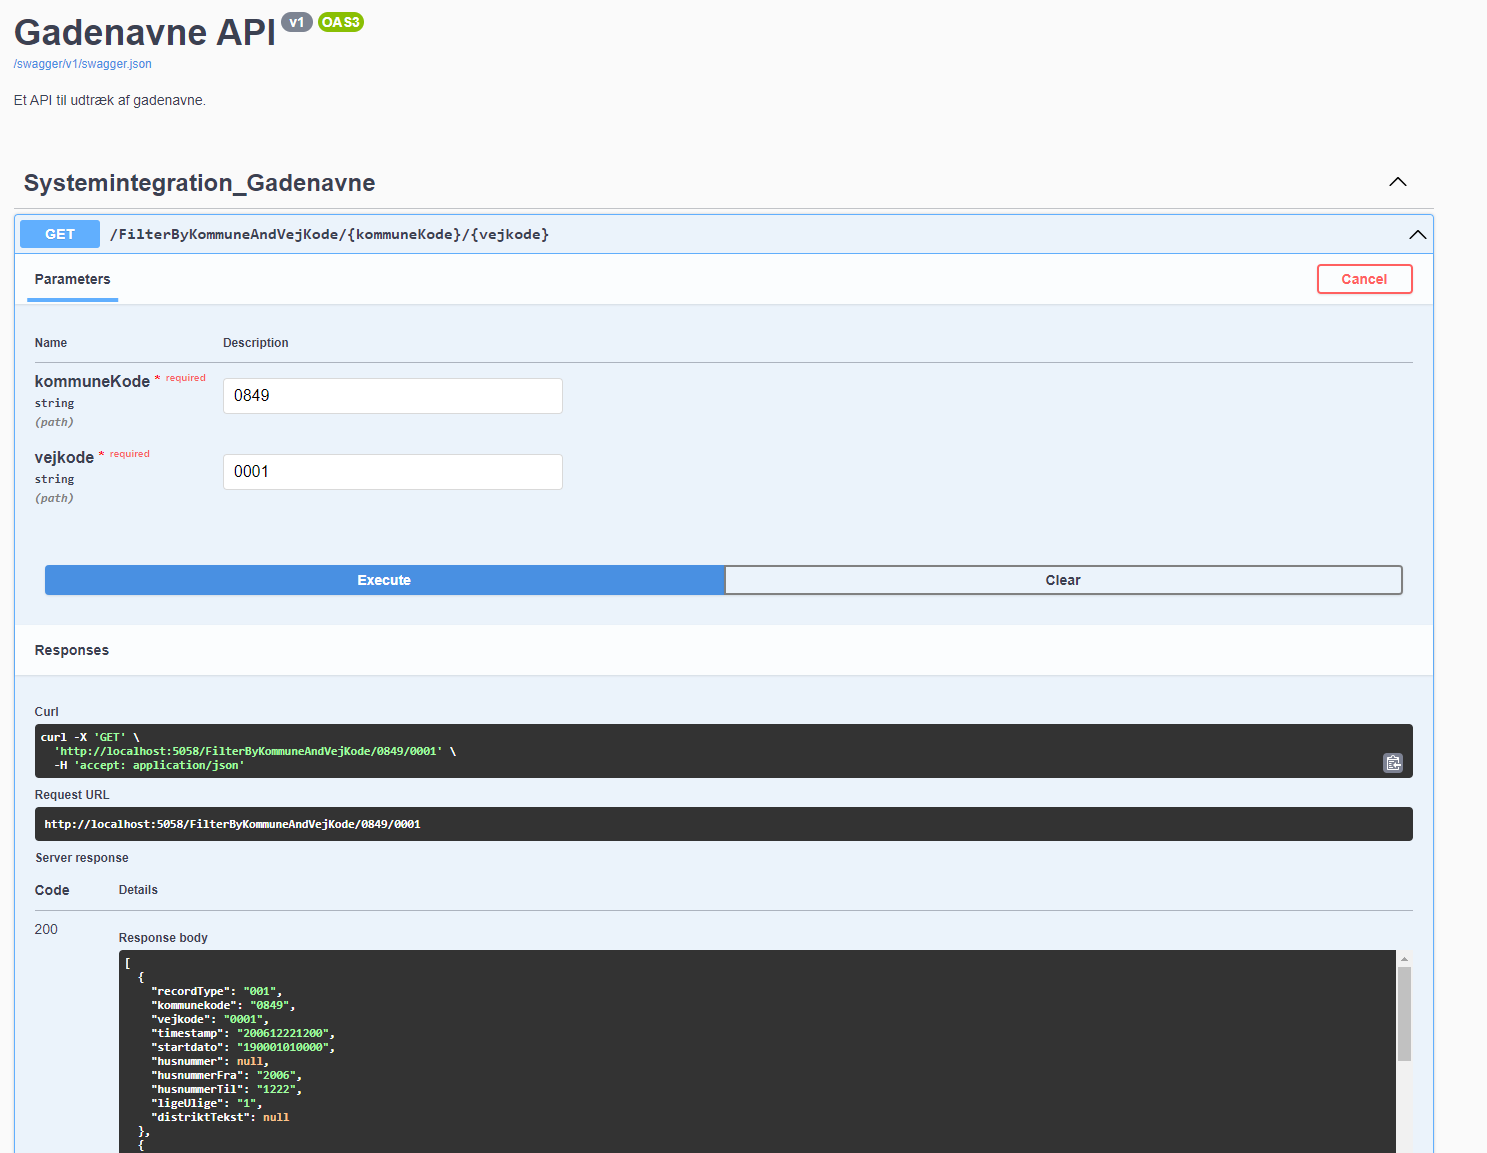 Gadenavne API v1 OAS3
/swagger/v1/swagger.json
Et API til udtræk af gadenavne.
Systemintegration_Gadenavne
GET /FilterByKommuneAndVejKode/{kommuneKode}/{vejkode}
Parameters Cancel
Name Description
kommuneKode * required
string
(path)
0849
vejkode * required
string
(path)
0001
Execute Clear
Responses
Curl
curl -X 'GET' \
'http://localhost:5058/FilterByKommuneAndVejKode/0849/0001' \
-H 'accept: application/json'
Request URL
http://localhost:5058/FilterByKommuneAndVejKode/0849/0001
Server response
Code Details
200
Response body
[
{
"recordType": "001",
"kommunekode": "0849",
"vejkode": "0001",
"timestamp": "200612221200",
"startdato": "190001010000",
"husnummer": null,
"husnummerFra": "2006",
"husnummerTil": "1222",
"ligeUlige": "1",
"distriktTekst": null
},
{